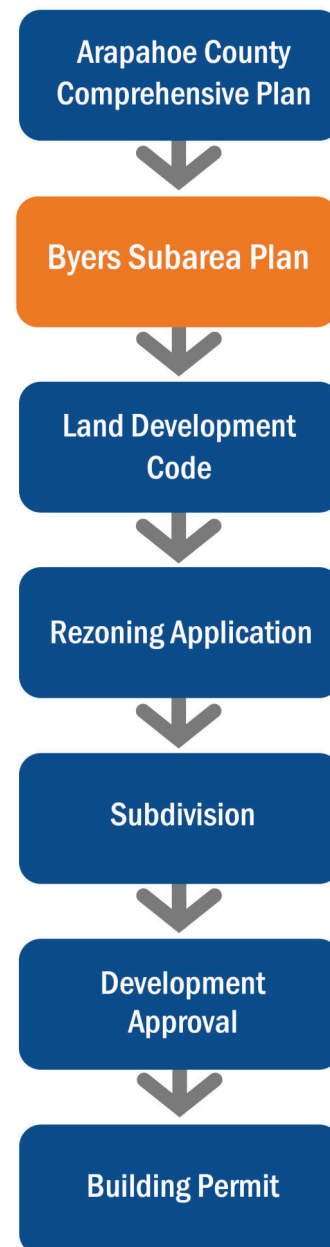 Arapahoe County
Comprehensive Plan
Byers Subarea Plan
Land Development
Code
Rezoning Application
Subdivision
Development
Approval
Building Permit